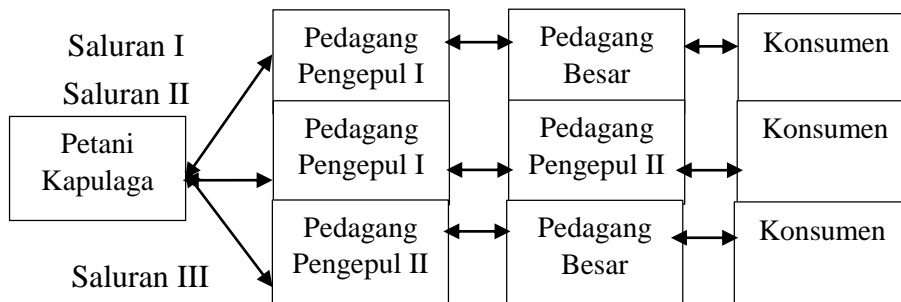 Saluran I
Pedagang
Pengepul I
Pedagang
Besar
Konsumen
Saluran II
Petani
Kapulaga
Pedagang
Pengepul I
Pedagang
Pengepul II
Konsumen
Saluran III
Pedagang
Pengepul II
Pedagang
Besar
Konsumen